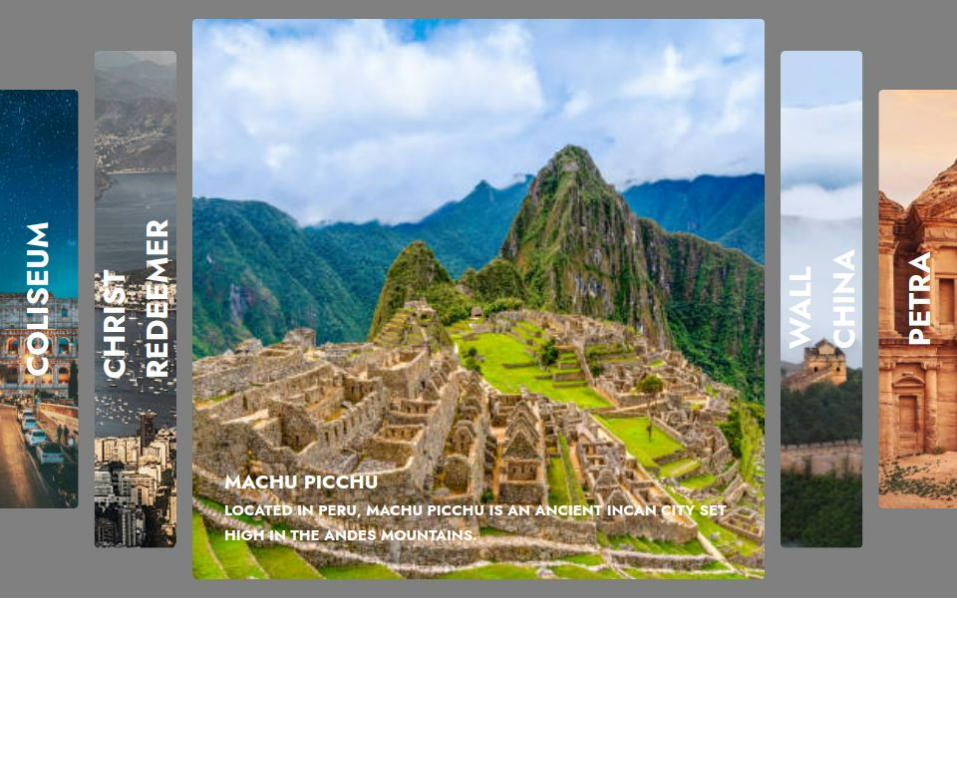 COLISEUM
CHRIST
REDEEMER
MACHU PICCHU
LOCATED IN PERU, MACHU PICCHU IS AN ANCIENT INCAN CITY SET
HIGH IN THE ANDES MOUNTAINS.
WALL
CHINA
PETRA